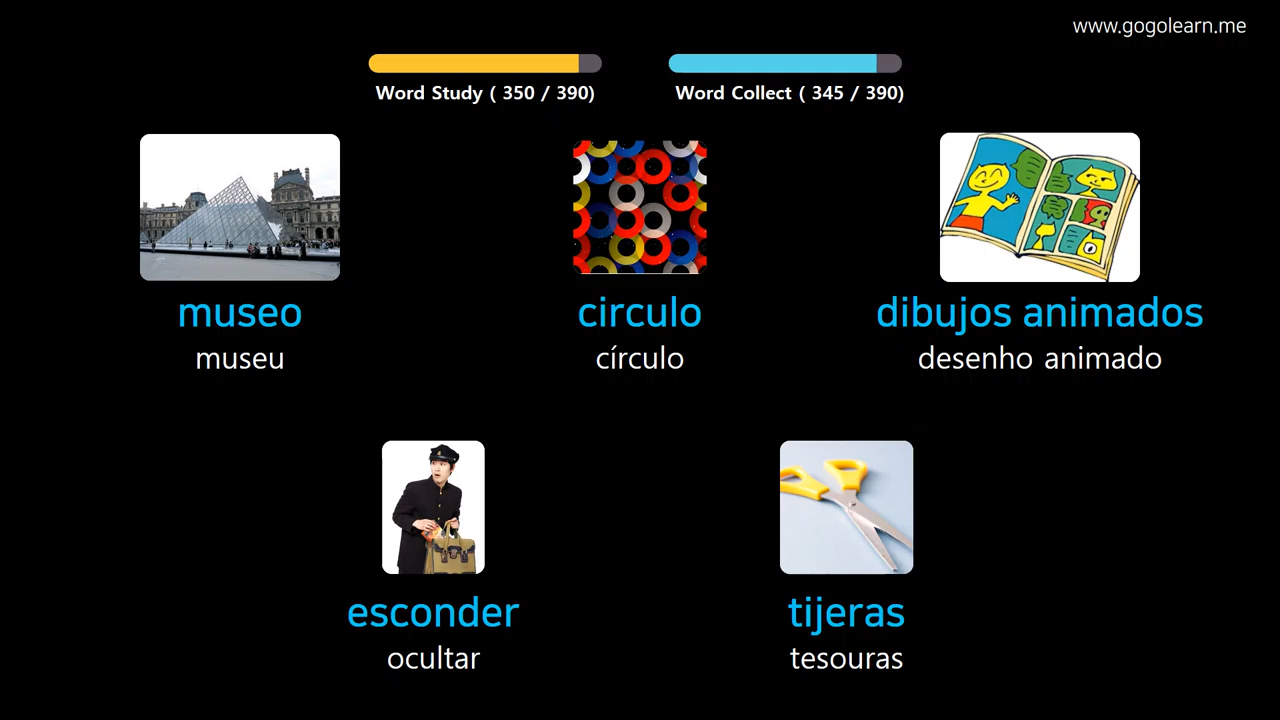 www.gogolearn.me
Word Study ( 350 / 390)
Word Collect ( 345 / 390)
museo
museu
circulo
círculo
dibujos animados
desenho animado
esconder
ocultar
tijeras
tesouras